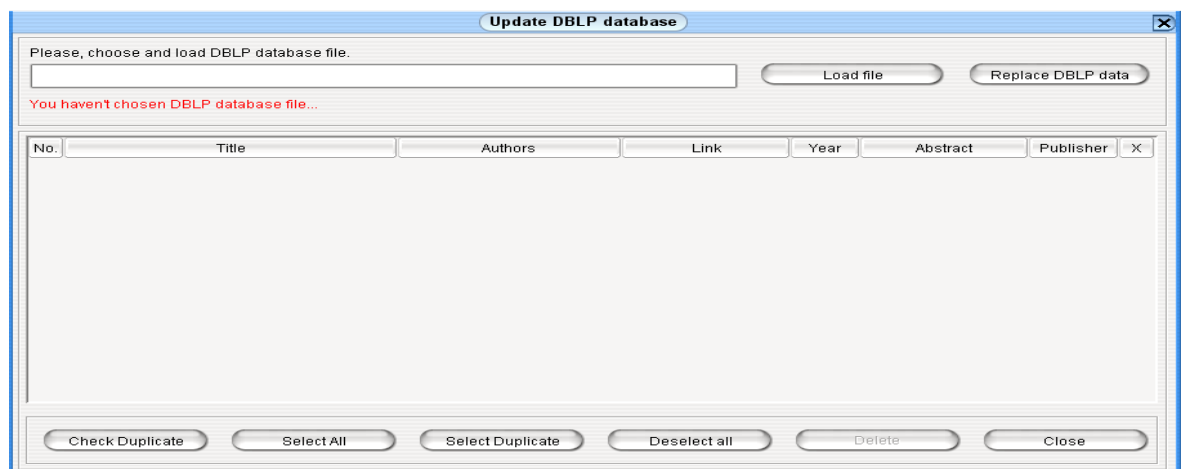 Update DBLP database
Please, choose and load DBLP database file.
Load file Replace DBLP data
You haven't chosen DBLP database file...
No. Title Authors Link Year Abstract Publisher X
Check Duplicate Select All Select Duplicate Deselect all Delete Close